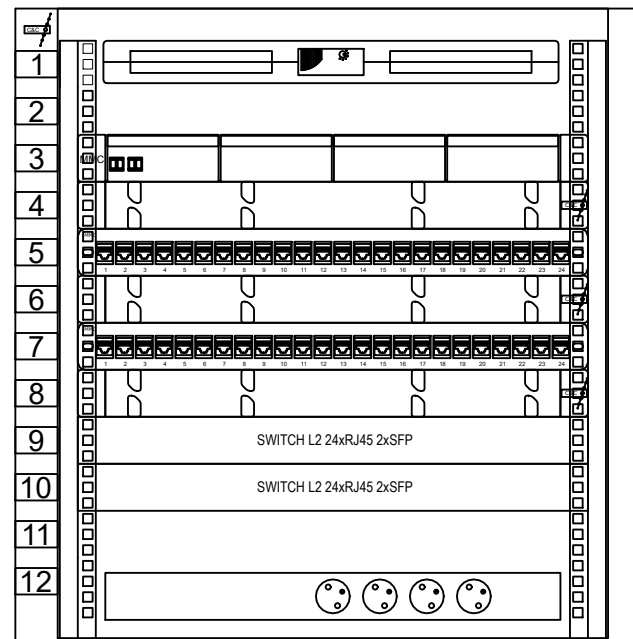 C&C
1
2
3 MMC
4 C&C
5 MMC
1 2 3 4 5 6 7 8 9 10 11 12 13 14 15 16 17 18 19 20 21 22 23 24
6 C&C
7 MMC
1 2 3 4 5 6 7 8 9 10 11 12 13 14 15 16 17 18 19 20 21 22 23 24
8 C&C
9 SWITCH L2 24xRJ45 2xSFP
10 SWITCH L2 24xRJ45 2xSFP
11
12